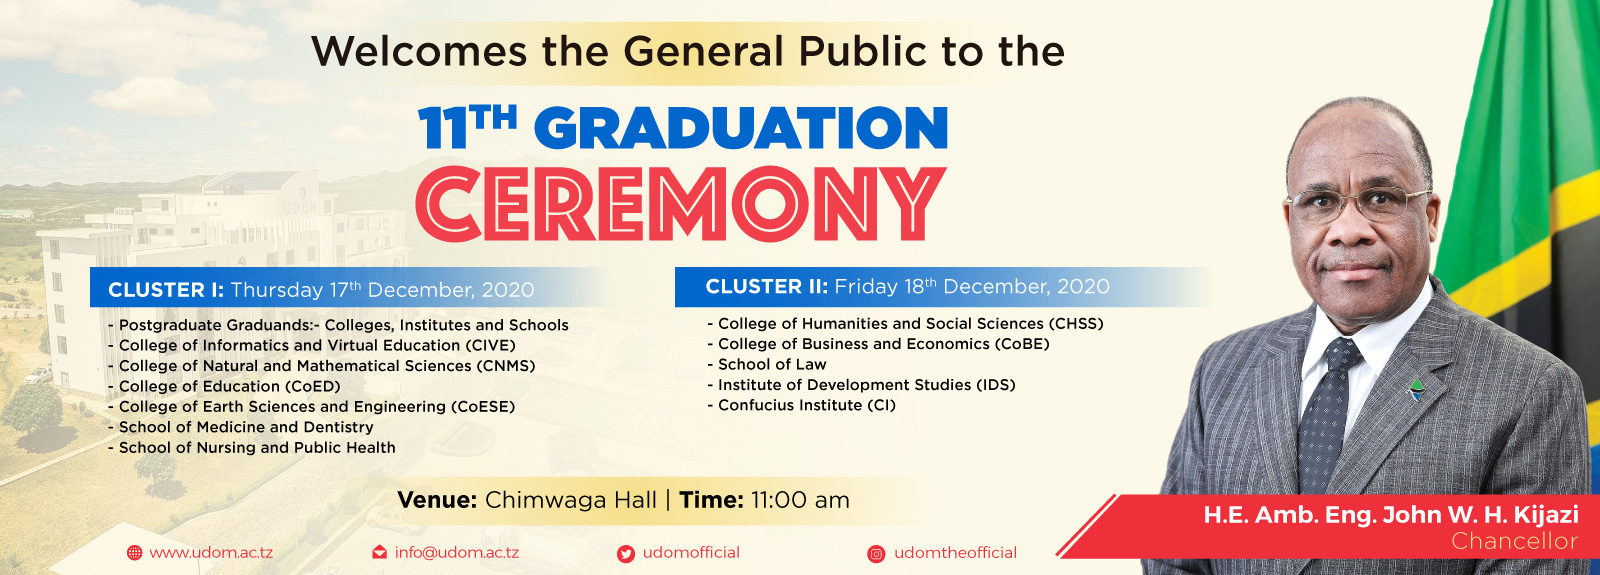 Welcomes the General Public to the
11TH GRADUATION
CEREMONY
CLUSTER I: Thursday 17th December, 2020
- Postgraduate Graduands:- Colleges, Institutes and Schools
- College of Informatics and Virtual Education (CIVE)
- College of Natural and Mathematical Sciences (CNMS)
- College of Education (CoED)
- College of Earth Sciences and Engineering (CoESE)
- School of Medicine and Dentistry
- School of Nursing and Public Health
CLUSTER II: Friday 18th December, 2020
- College of Humanities and Social Sciences (CHSS)
- College of Business and Economics (CoBE)
- School of Law
- Institute of Development Studies (IDS)
- Confucius Institute (CI)
Venue: Chimwaga Hall | Time: 11:00 am
www.udom.ac.tz
info@udom.ac.tz
udomofficial
udomtheofficial
H.E. Amb. Eng. John W. H. Kijazi
Chancellor
UDOM